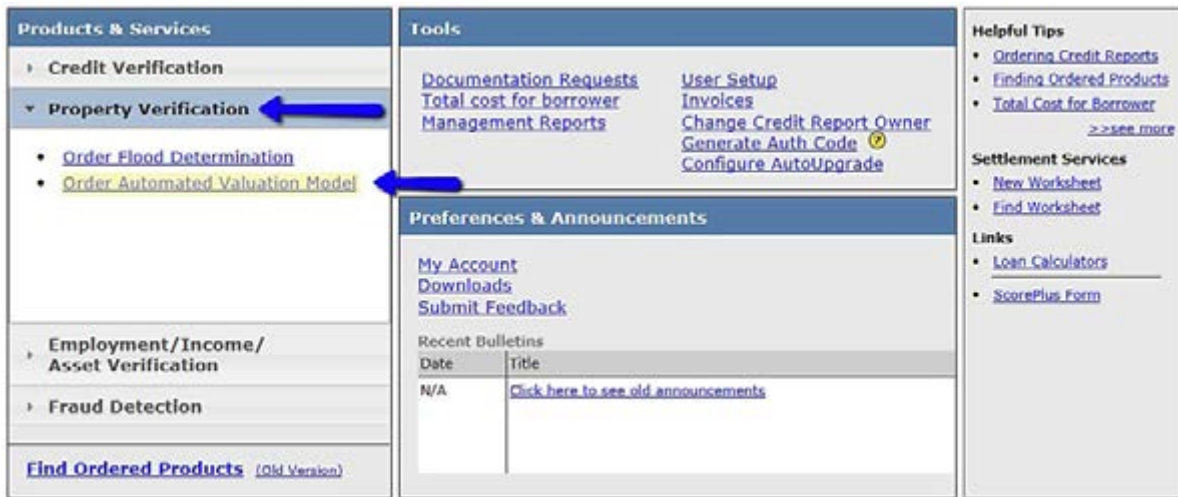 Products & Services
Credit Verification
Property Verification
Order Flood Determination
Order Automated Valuation Model
Employment/Income/
Asset Verification
Fraud Detection
Find Ordered Products (Old Version)
Tools
Documentation Requests
Total cost for borrower
Management Reports
User Setup
Invoices
Change Credit Report Owner
Generate Auth Code ?
Configure AutoUpgrade
Preferences & Announcements
My Account
Downloads
Submit Feedback
Recent Bulletins
Date Title
N/A Click here to see old announcements
Helpful Tips
Ordering Credit Reports
Finding Ordered Products
Total Cost for Borrower
>>see more
Settlement Services
New Worksheet
Find Worksheet
Links
Loan Calculators
ScorePlus Form